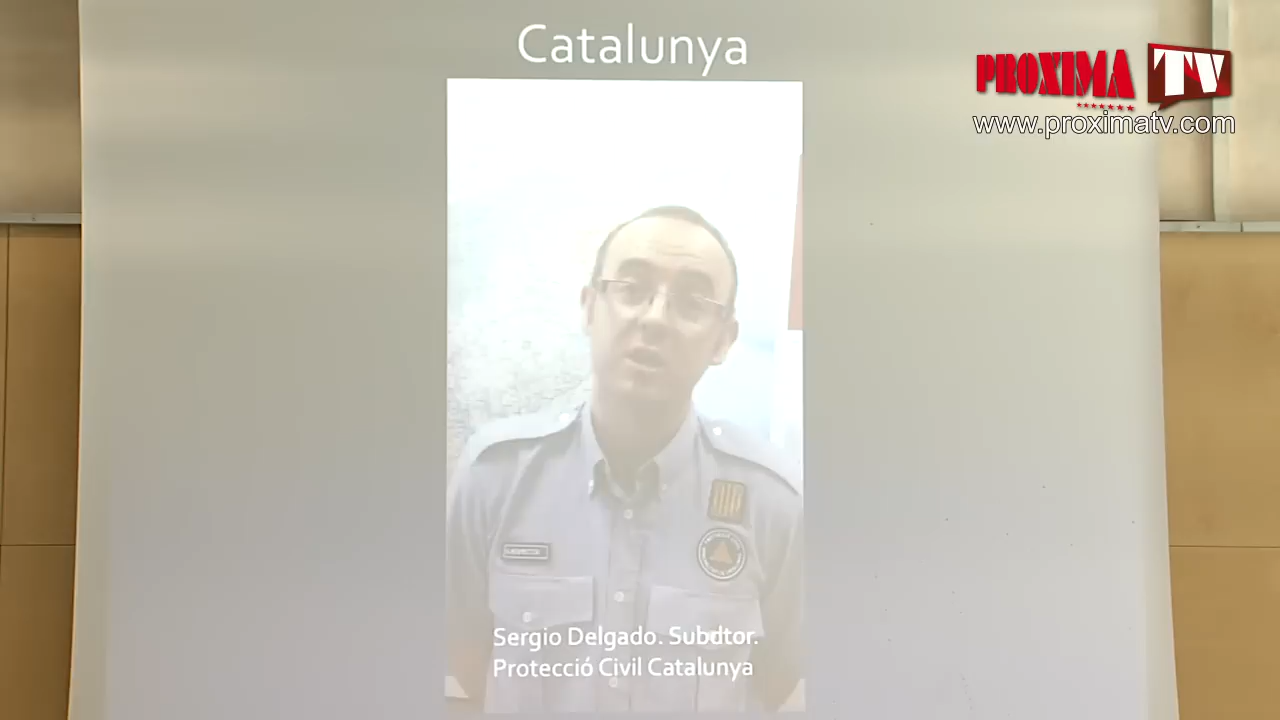 Catalunya
PROXIMA TV
www.proximatv.com
Sergio Delgado. Subdtor.
Protecció Civil Catalunya